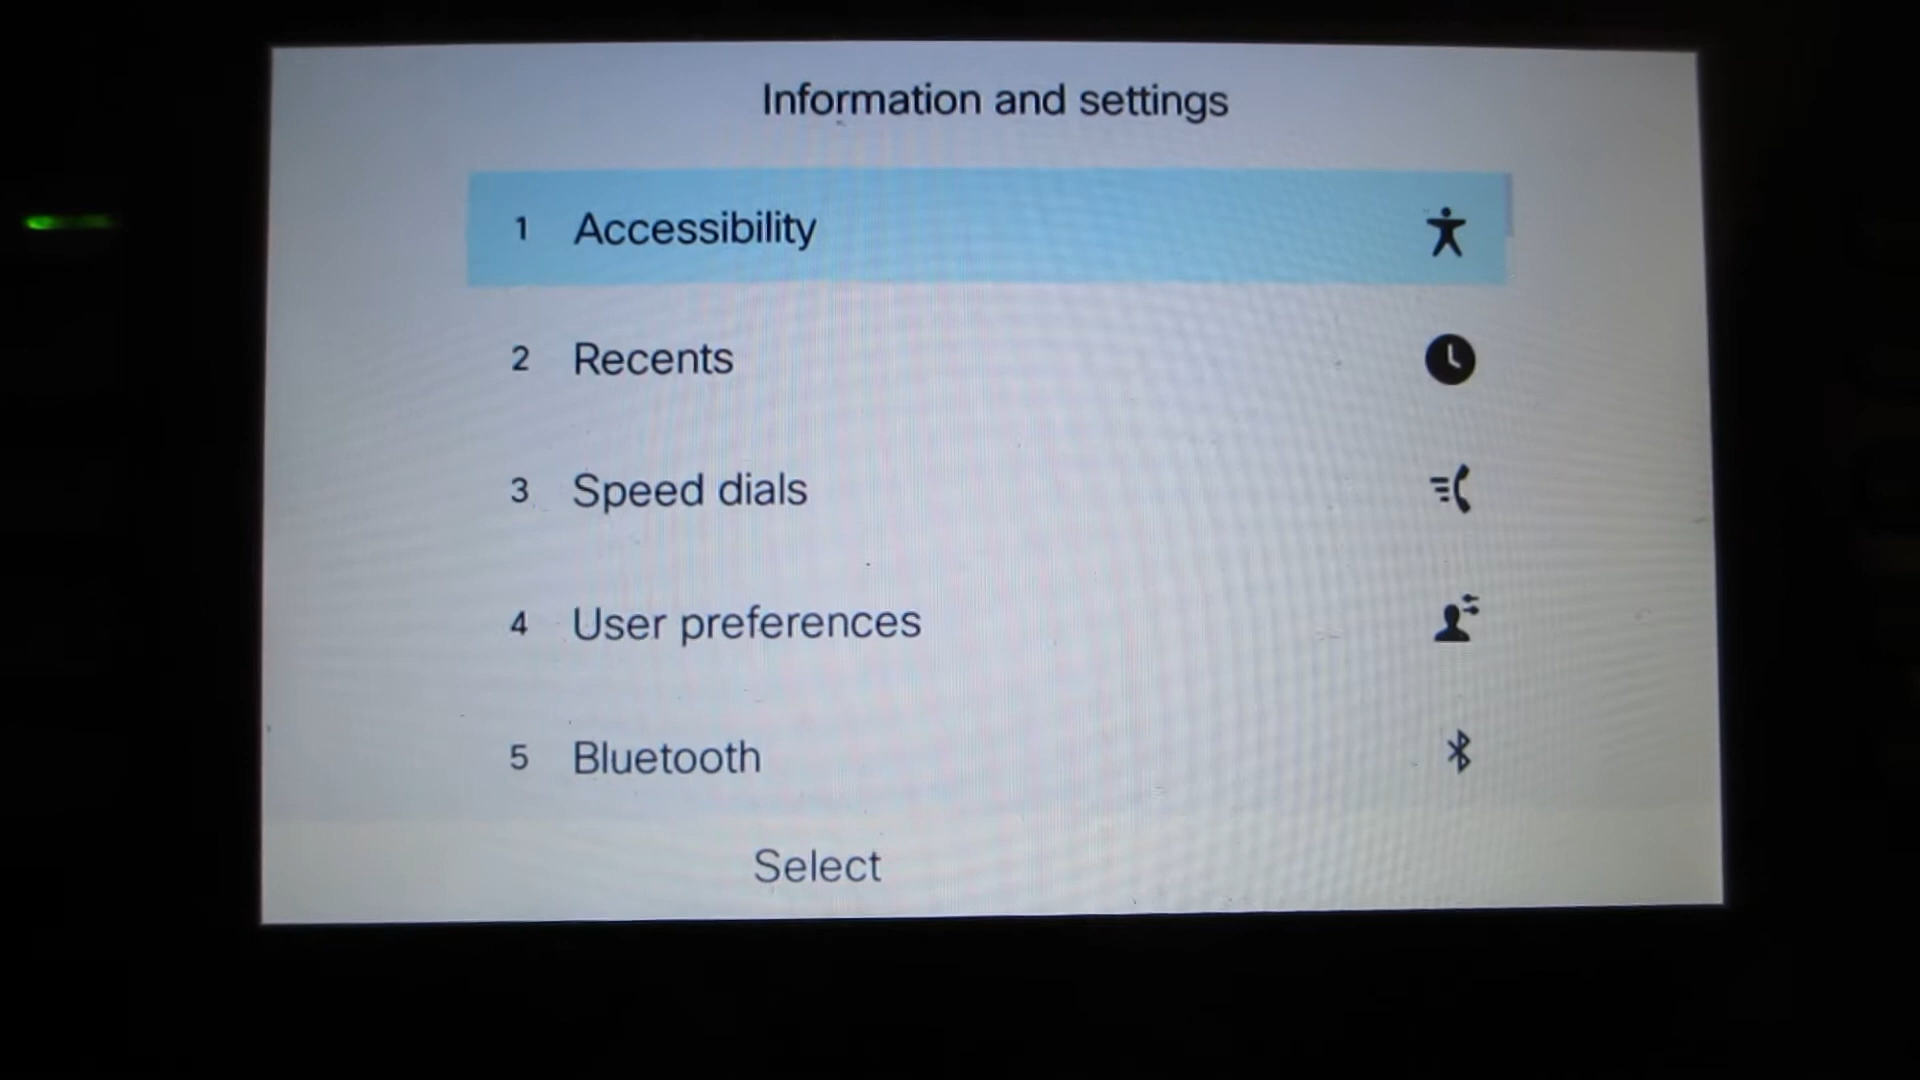 Information and settings
1 Accessibility
2 Recents
3 Speed dials
4 User preferences
5 Bluetooth
Select